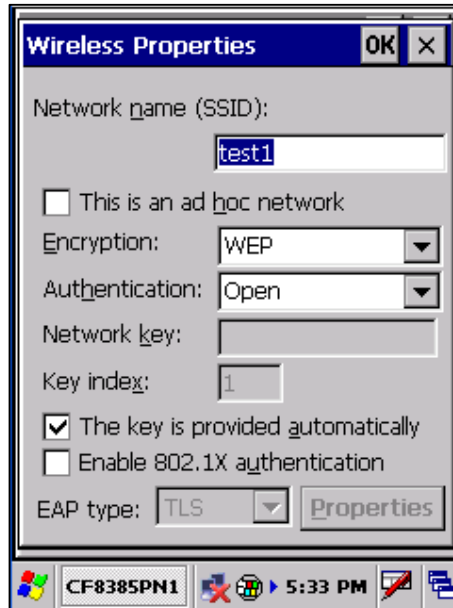 Wireless Properties OK ×
Network name (SSID):
test1
This is an ad hoc network
Encryption: WEP
Authentication: Open
Network key:
Key index: 1
The key is provided automatically
Enable 802.1X authentication
EAP type: TLS Properties
CF8385PN1 5:33 PM